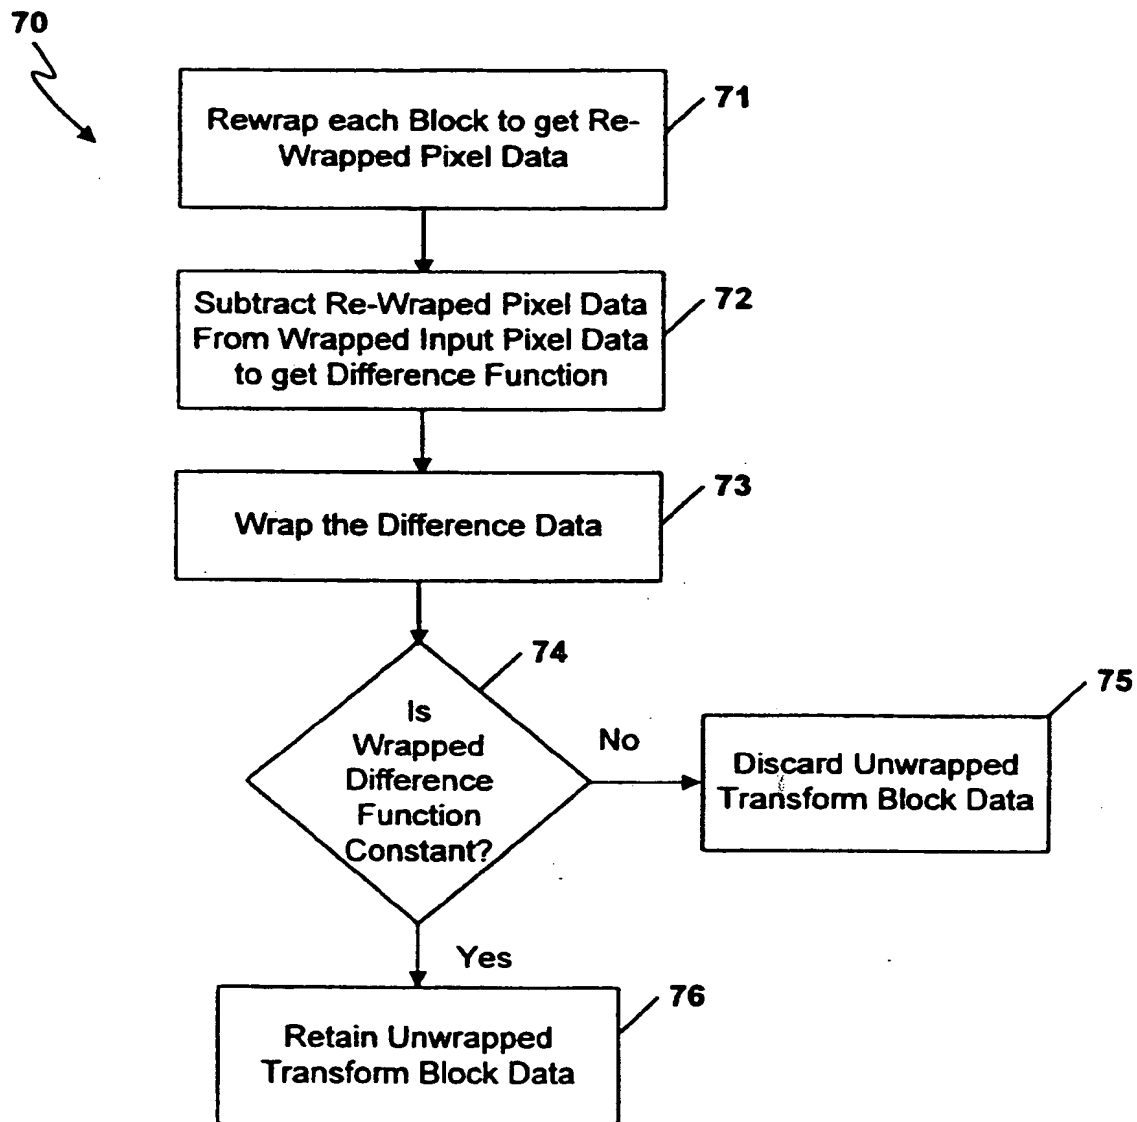 70
Rewrap each Block to get Re-
Wrapped Pixel Data
71
Subtract Re-Wraped Pixel Data
From Wrapped Input Pixel Data
to get Difference Function
72
Wrap the Difference Data
73
Is
Wrapped
Difference
Function
Constant?
74
No
Discard Unwrapped
Transform Block Data
75
Yes
Retain Unwrapped
Transform Block Data
76